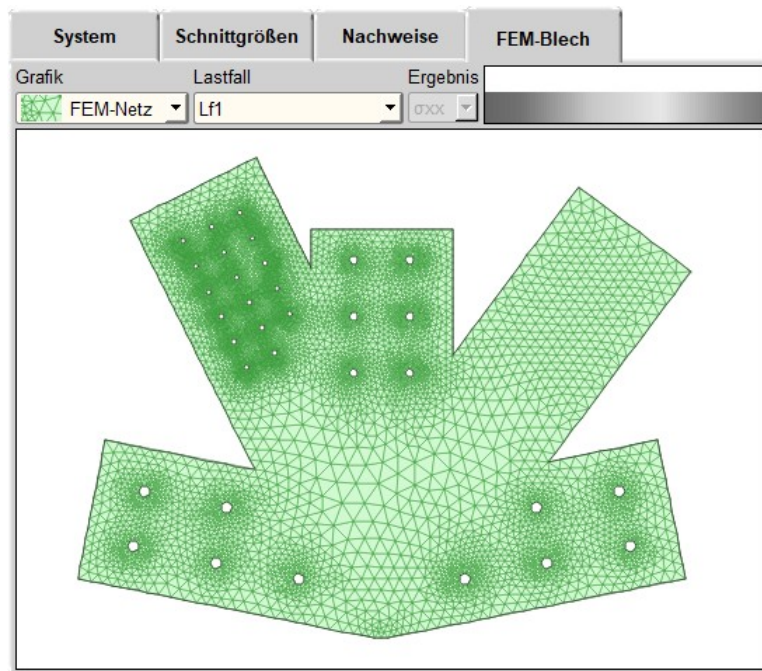 System Schnittgrößen Nachweise FEM-Blech
Grafik Lastfall Ergebnis
FEM-Netz Lf1 σxx